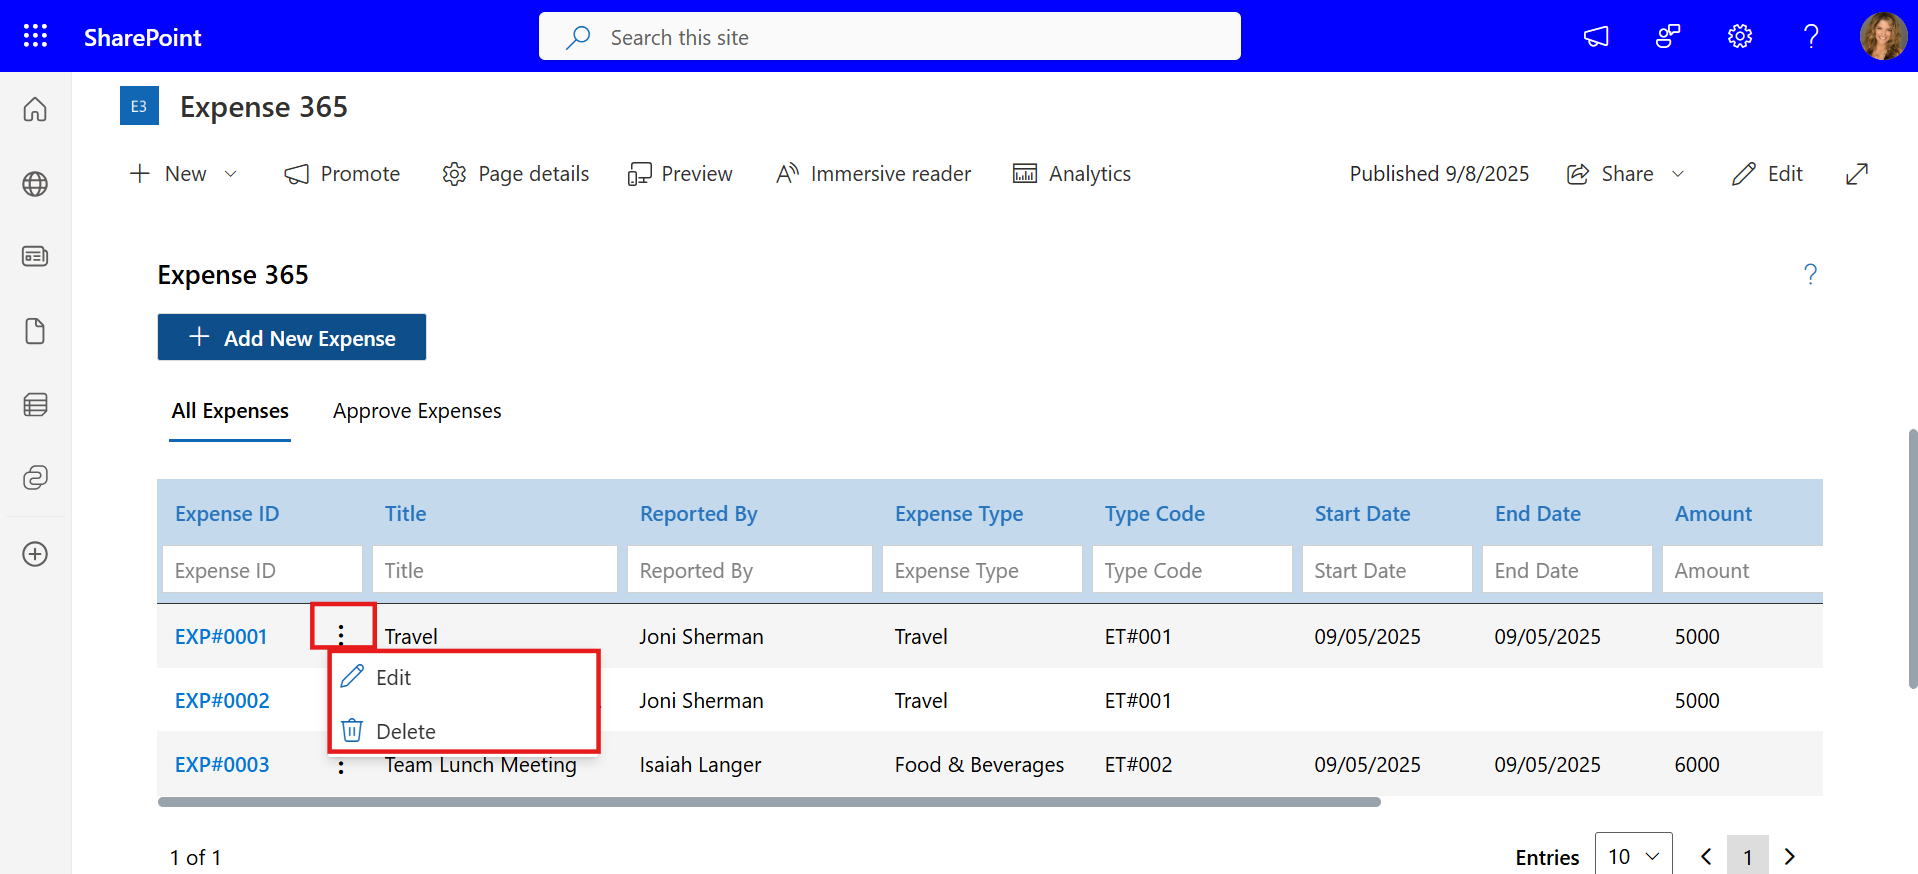 SharePoint
Search this site
E3
Expense 365
New
Promote
Page details
Preview
Immersive reader
Analytics
Published 9/8/2025
Share
Edit
Expense 365
?
+ Add New Expense
All Expenses
Approve Expenses
Expense ID Title Reported By Expense Type Type Code Start Date End Date Amount
Expense ID Title Reported By Expense Type Type Code Start Date End Date Amount
EXP#0001 Travel Joni Sherman Travel ET#001 09/05/2025 09/05/2025 5000
Edit
EXP#0002 Joni Sherman Travel ET#001 5000
Delete
EXP#0003 Team Lunch Meeting Isaiah Langer Food & Beverages ET#002 09/05/2025 09/05/2025 6000
1 of 1
Entries 10
1